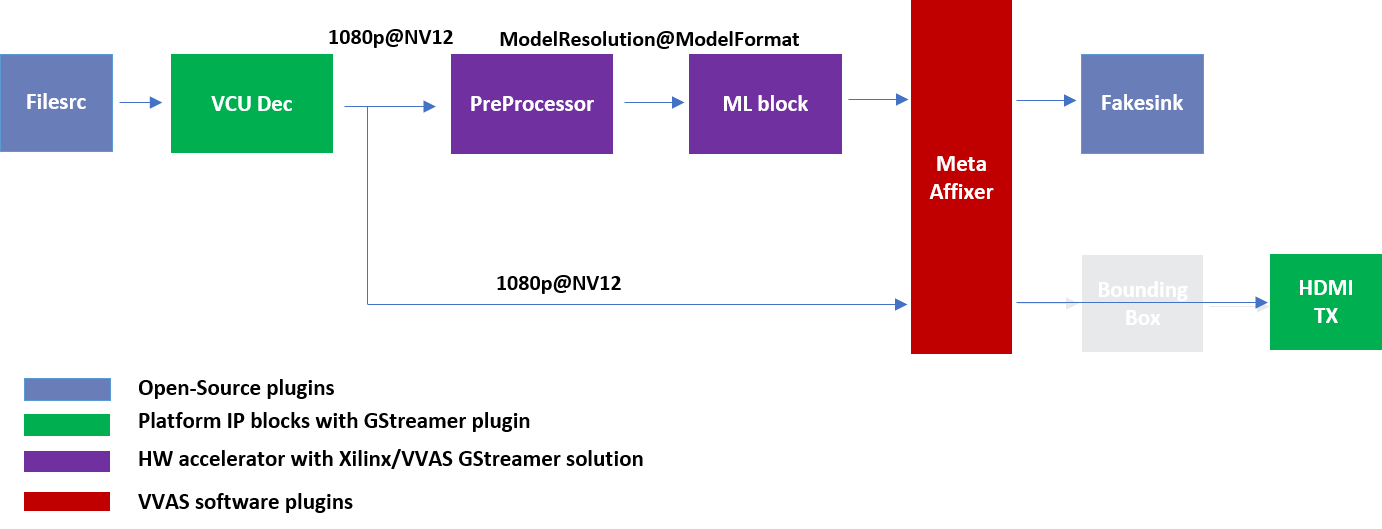 1080p@NV12
ModelResolution@ModelFormat
Filesrc
VCU Dec
PreProcessor
ML block
Meta
Affixer
Fakesink
1080p@NV12
Bounding
Box
HDMI
TX
Open-Source plugins
Platform IP blocks with GStreamer plugin
HW accelerator with Xilinx/VVAS GStreamer solution
VVAS software plugins